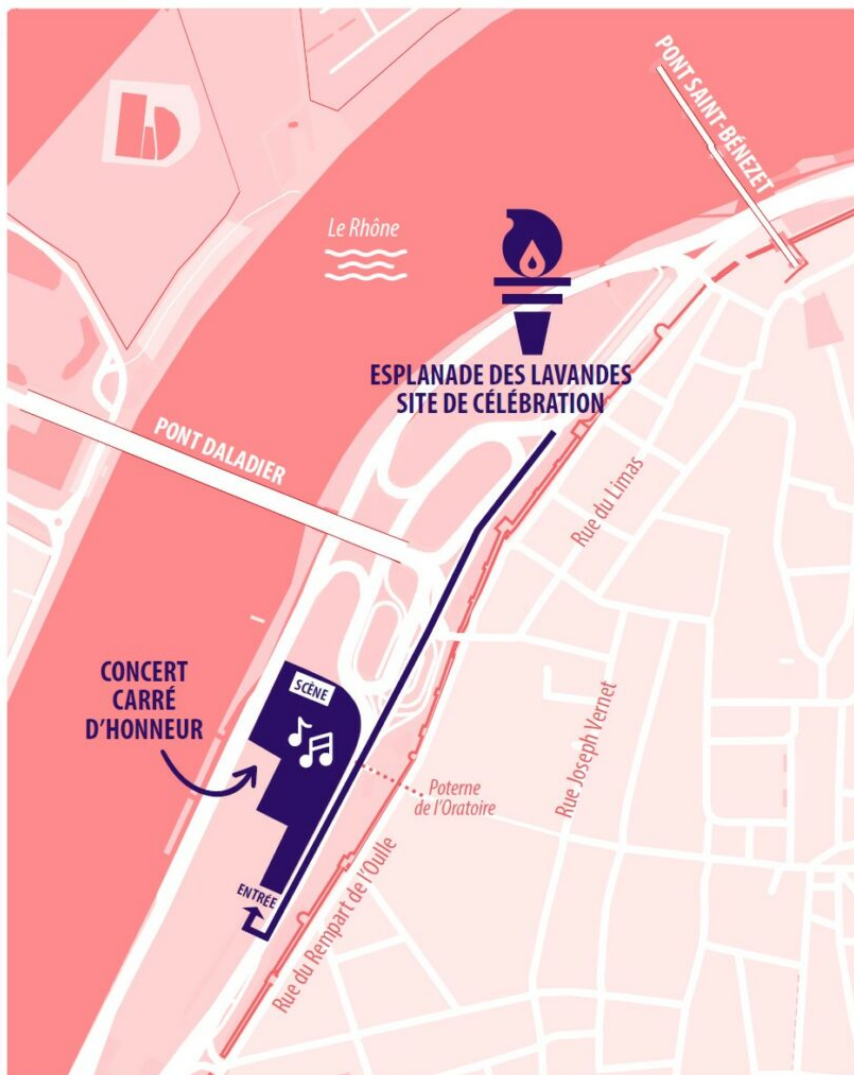 PONT SAINT-BÉNEZET
Le Rhône
ESPLANADE DES LAVANDES
SITE DE CÉLÉBRATION
PONT DALADIER
Rue du Limas
CONCERT
CARRÉ
D'HONNEUR
SCÈNE
Rue Joseph Vernet
Poterne
de l'Oratoire
ENTRÉE
Rue du Rempart de l'Oulle